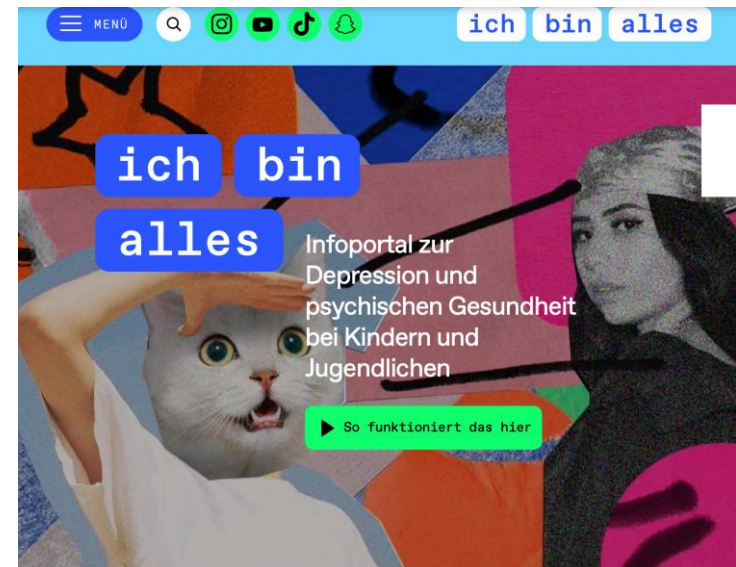 MENÜ
ich bin alles
ich bin
alles
Infoportal zur
Depression und
psychischen Gesundheit
bei Kindern und
Jugendlichen
So funktioniert das hier